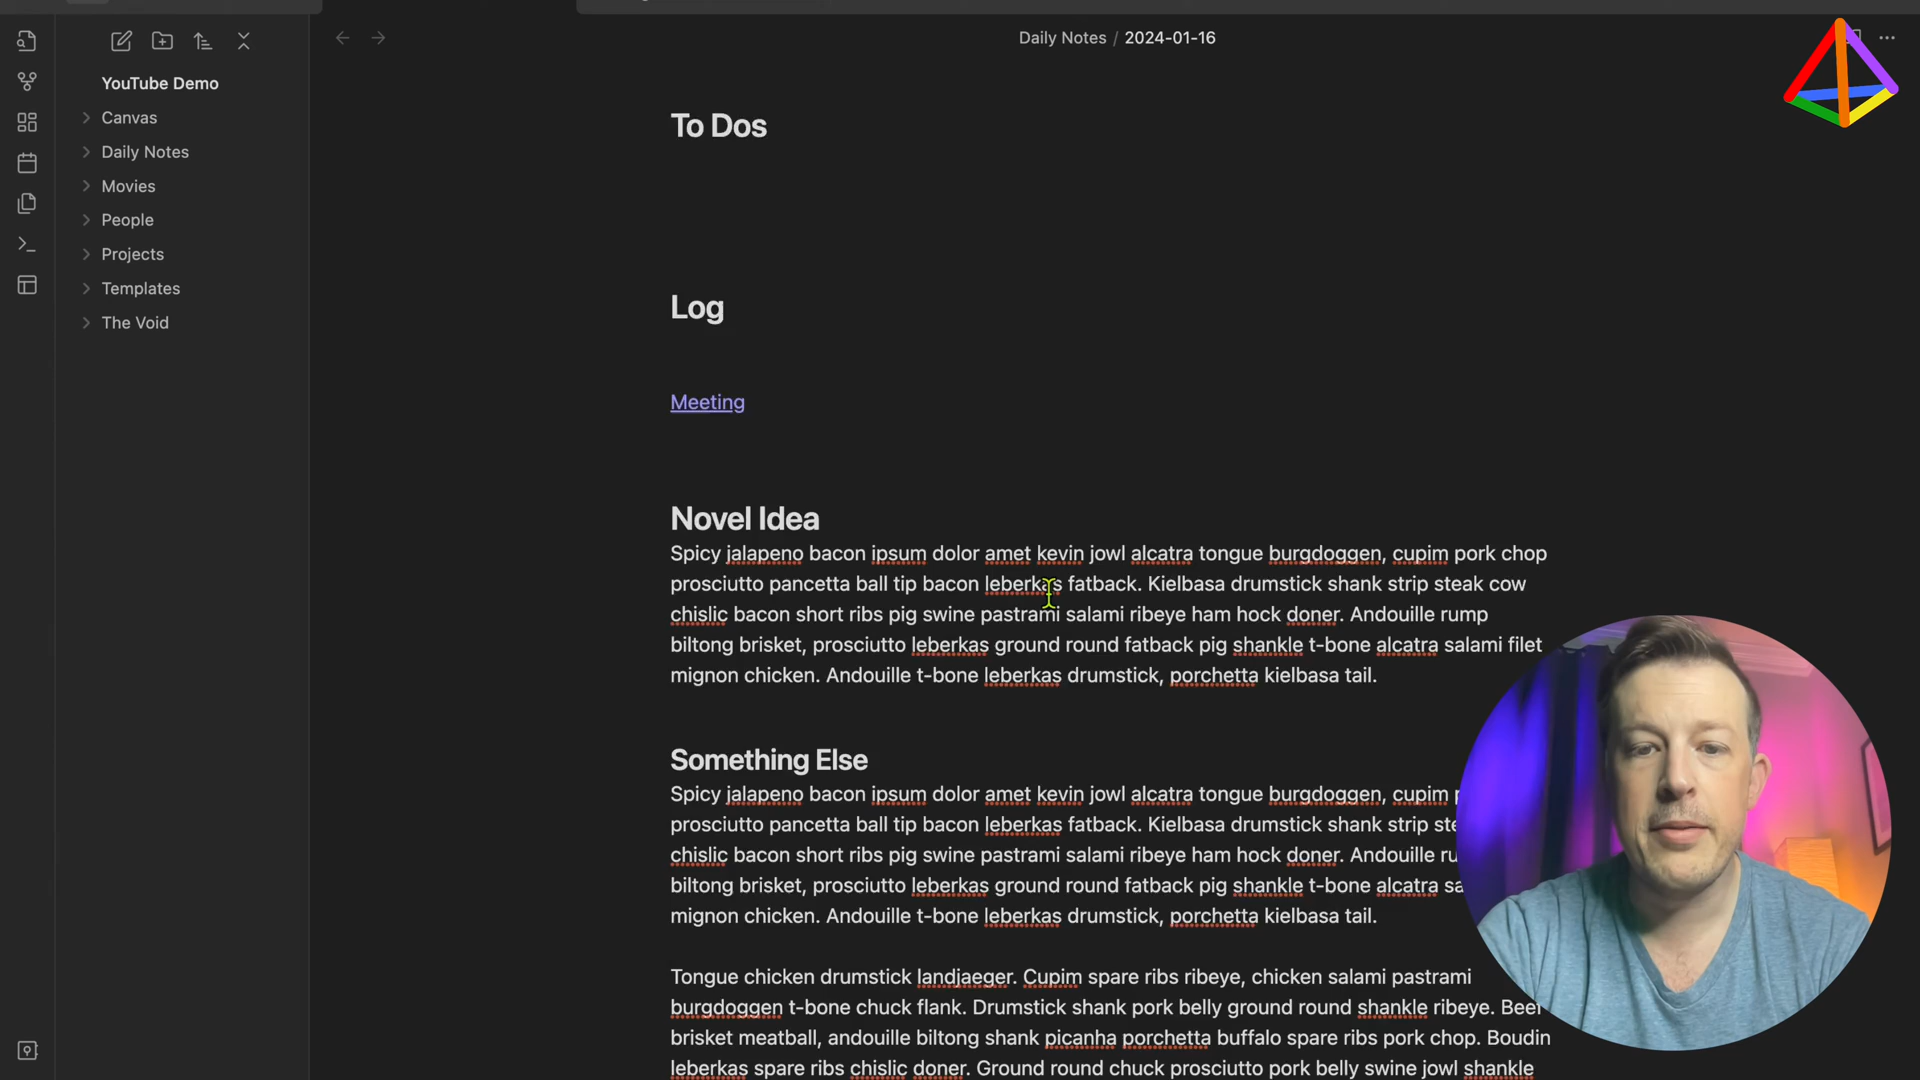 Daily Notes / 2024-01-16
YouTube Demo
Canvas
Daily Notes
Movies
People
Projects
Templates
The Void
To Dos
Log
Meeting
Novel Idea
Spicy jalapeno bacon ipsum dolor amet kevin jowl alcatra tongue burgdoggen, cupim pork chop
prosciutto pancetta ball tip bacon leberkas fatback. Kielbasa drumstick shank strip steak cow
chislic bacon short ribs pig swine pastrami salami ribeye ham hock doner. Andouille rump
biltong brisket, prosciutto leberkas ground round fatback pig shankle t-bone alcatra salami filet
mignon chicken. Andouille t-bone leberkas drumstick, porchetta kielbasa tail.
Something Else
Spicy jalapeno bacon ipsum dolor amet kevin jowl alcatra tongue burgdoggen, cupim
prosciutto pancetta ball tip bacon leberkas fatback. Kielbasa drumstick shank strip
chislic bacon short ribs pig swine pastrami salami ribeye ham hock doner. Andouille
biltong brisket, prosciutto leberkas ground round fatback pig shankle t-bone alcatra
mignon chicken. Andouille t-bone leberkas drumstick, porchetta kielbasa tail.
Tongue chicken drumstick landjaeger. Cupim spare ribs ribeye, chicken salami pastrami
burgdoggen t-bone chuck flank. Drumstick shank pork belly ground round shankle ribeye. Beef
brisket meatball, andouille biltong shank picanha porchetta buffalo spare ribs pork chop. Boudin
leberkas spare ribs chislic doner. Ground round chuck prosciutto pork belly swine jowl shankle